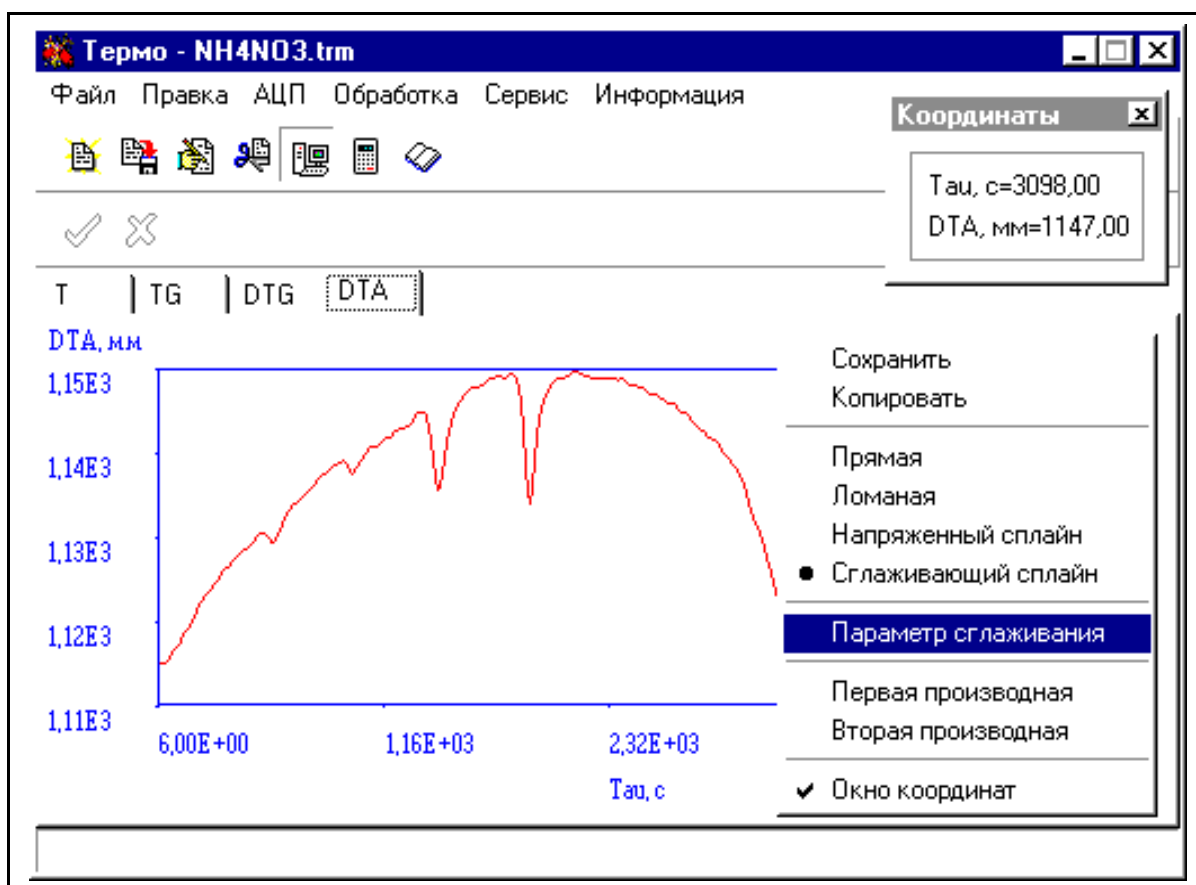 Термо - NH4NO3.trm
Файл Правка АЦП Обработка Сервис Информация
Координаты
Tau, c=3098,00
DTA, мм=1147,00
T TG DTG DTA
DTA, мм
1,15E3
1,14E3
1,13E3
1,12E3
1,11E3
6,00E+00 1,16E+03 2,32E+03
Tau, c
Сохранить
Копировать
Прямая
Ломаная
Напряженный сплайн
Сглаживающий сплайн
Параметр сглаживания
Первая производная
Вторая производная
Окно координат